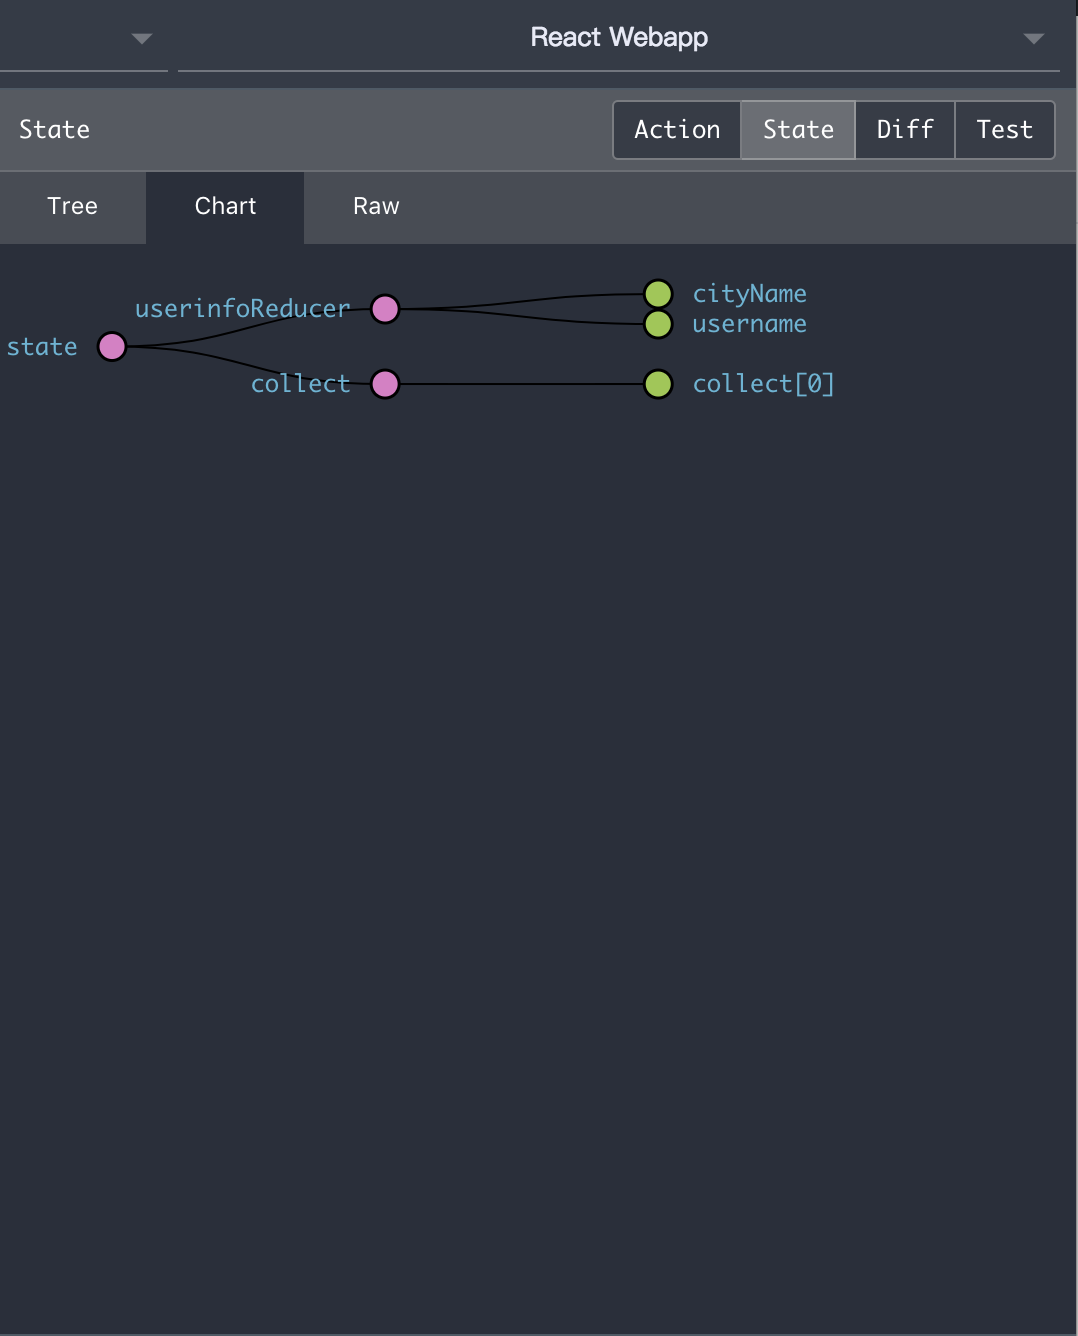 React Webapp
State
Action State Diff Test
Tree Chart Raw
cityName
userinfoReducer
username
state
collect
collect[0]